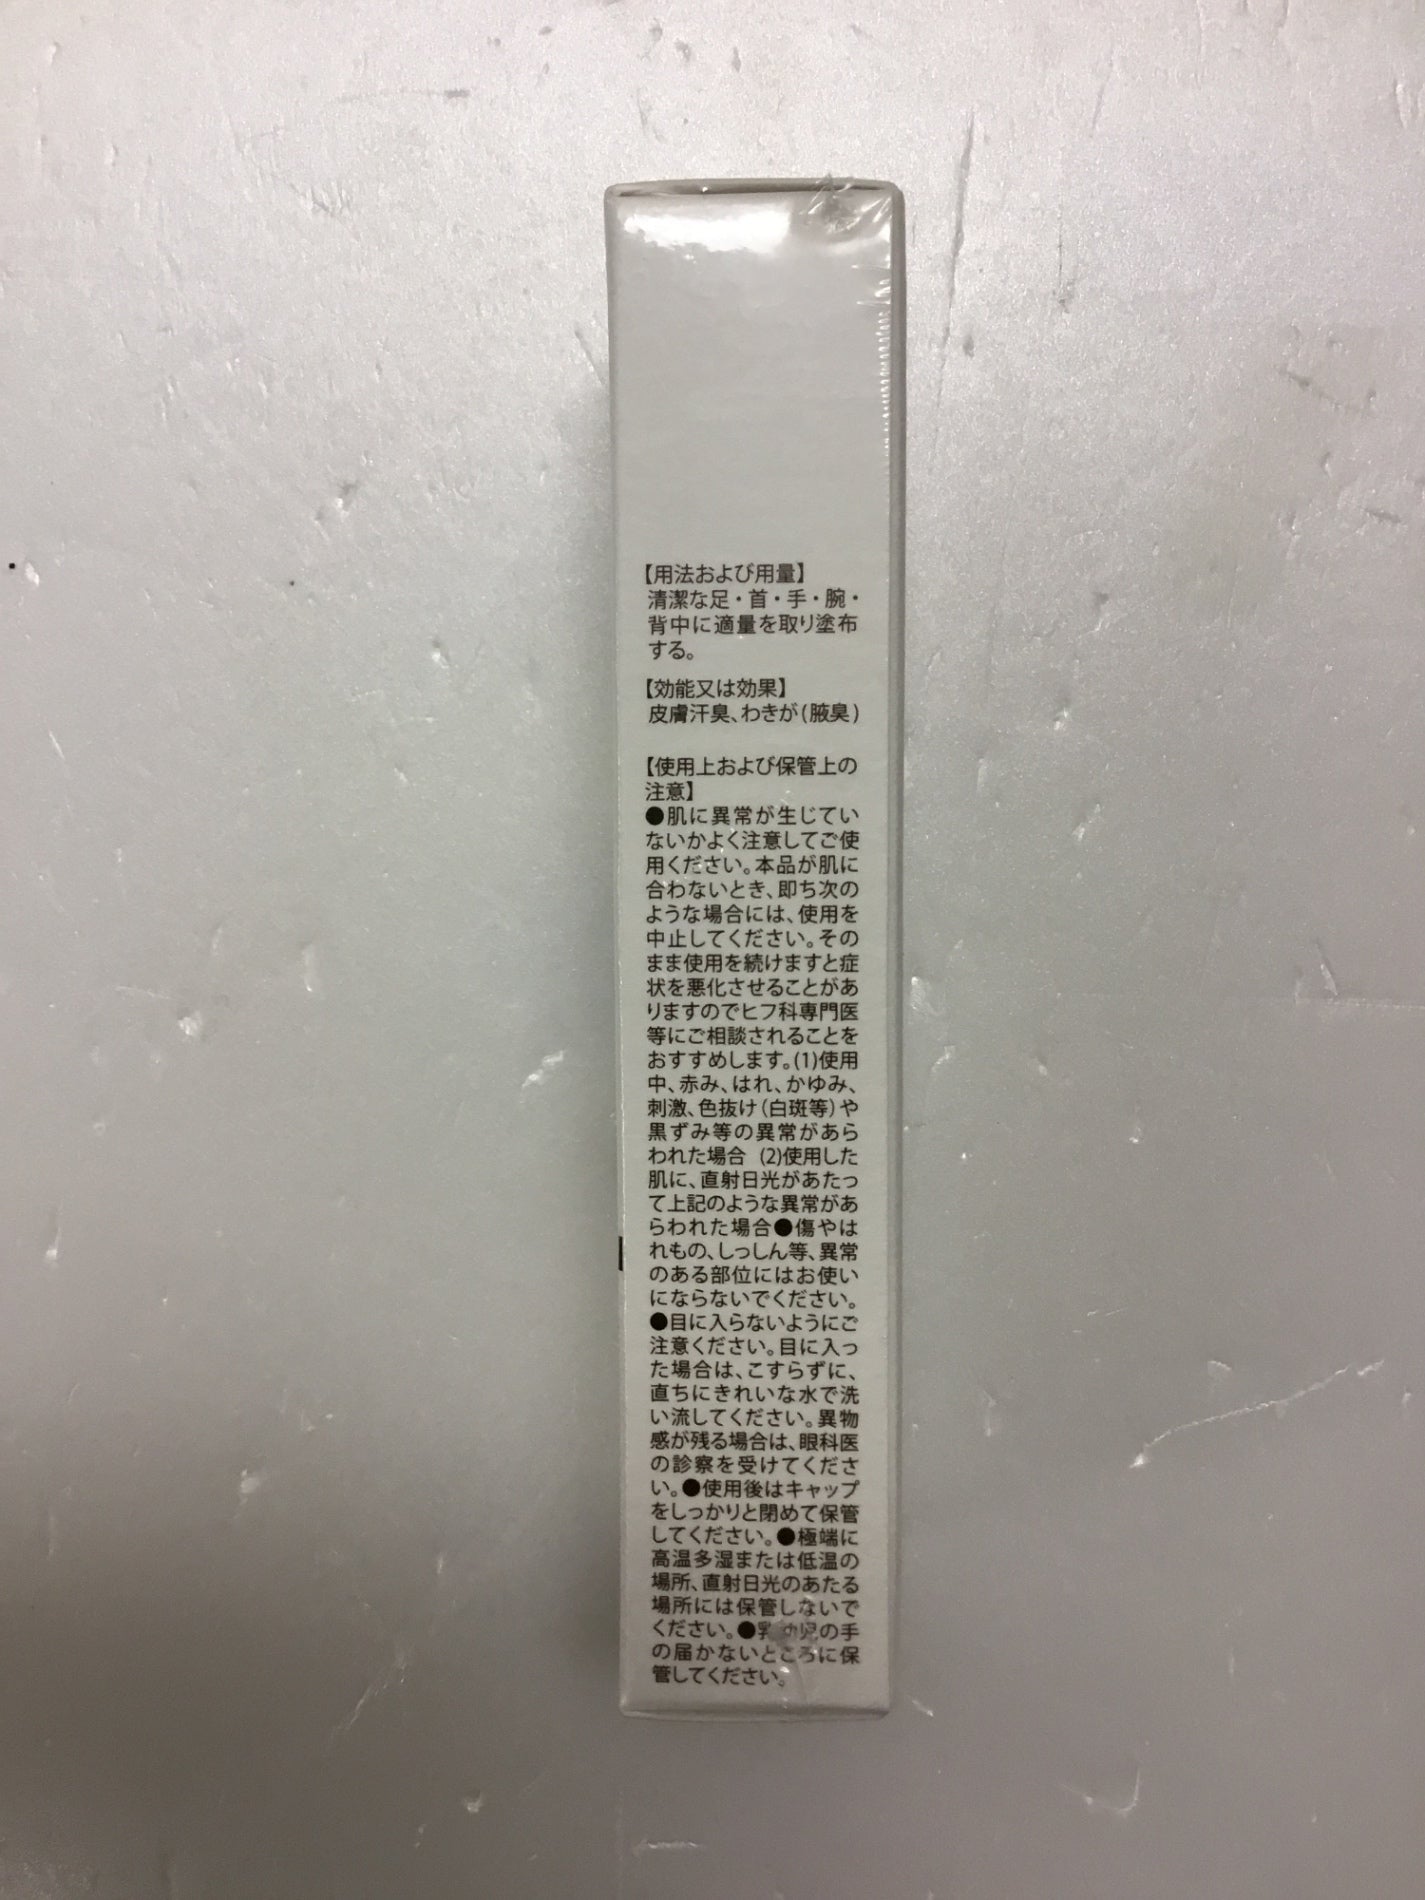 【用法および用量】
清潔な足・首・手・腕・
背中に適量を取り塗布
する。
【効能又は効果】
皮膚汗臭、わきが(腋臭)
【使用上および保管上の
注意】
●肌に異常が生じてい
ないかよく注意してご使
用ください。本品が肌に
合わないとき、即ち次の
ような場合には、使用を
中止してください。その
まま使用を続けますと症
状を悪化させることがあ
りますのでヒフ科専門医
等にご相談されることを
おすすめします。(1)使用
中、赤み、はれ、かゆみ、
刺激、色抜け(白斑等)や
黒ずみ等の異常があら
われた場合 (2)使用した
肌に、直射日光があたっ
て上記のような異常があ
らわれた場合●傷やは
れもの、しっしん等、異常
のある部位にはお使い
にならないでください。
●目に入らないようにご
注意ください。目に入っ
た場合は、こすらずに、
直ちにきれいな水で洗
い流してください。異物
感が残る場合は、眼科医
の診察を受けてくださ
い。●使用後はキャップ
をしっかりと閉めて保管
してください。●極端に
高温多湿または低温の
場所、直射日光のあたる
場所には保管しないで
ください。●乳幼児の手
の届かないところに保
管してください。